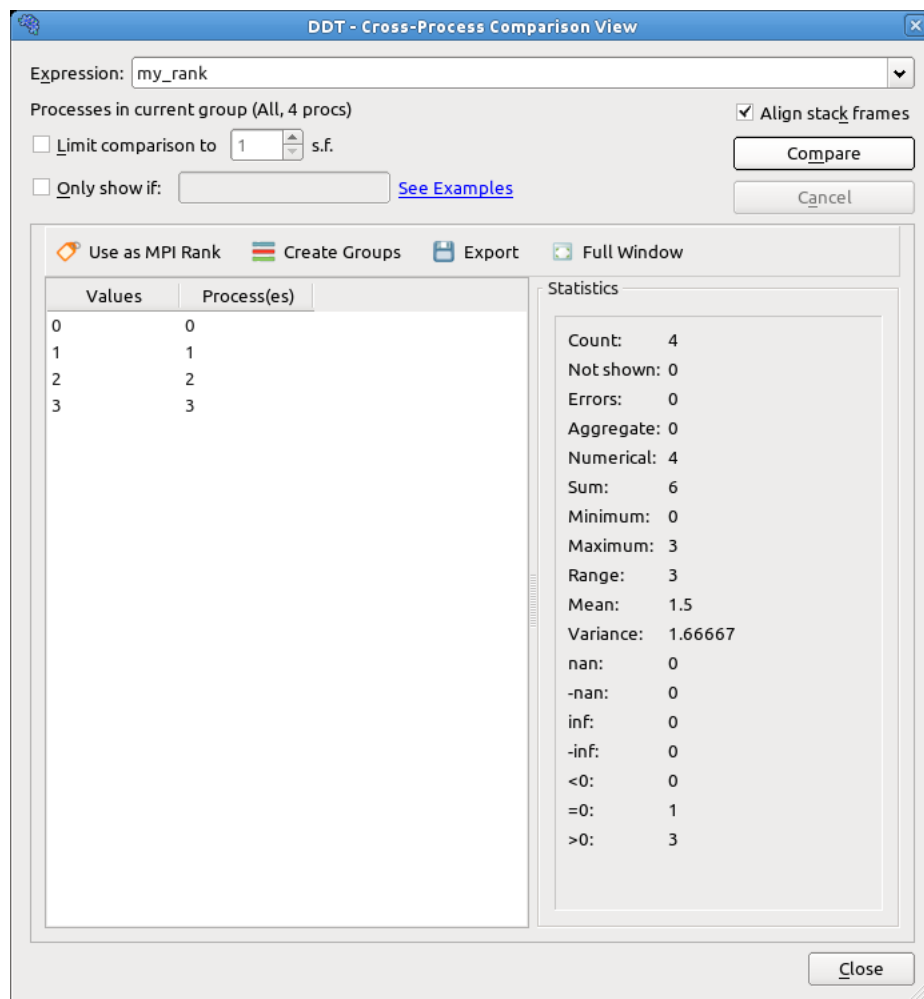 DDT - Cross-Process Comparison View
Expression: my_rank
Processes in current group (All, 4 procs)
Align stack frames
Limit comparison to 1 s.f.
Compare
Only show if: See Examples
Cancel
Use as MPI Rank Create Groups Export Full Window
Values Process(es)
0 0
1 1
2 2
3 3
Statistics
Count: 4
Not shown: 0
Errors: 0
Aggregate: 0
Numerical: 4
Sum: 6
Minimum: 0
Maximum: 3
Range: 3
Mean: 1.5
Variance: 1.66667
nan: 0
-nan: 0
inf: 0
-inf: 0
<0: 0
=0: 1
>0: 3
Close